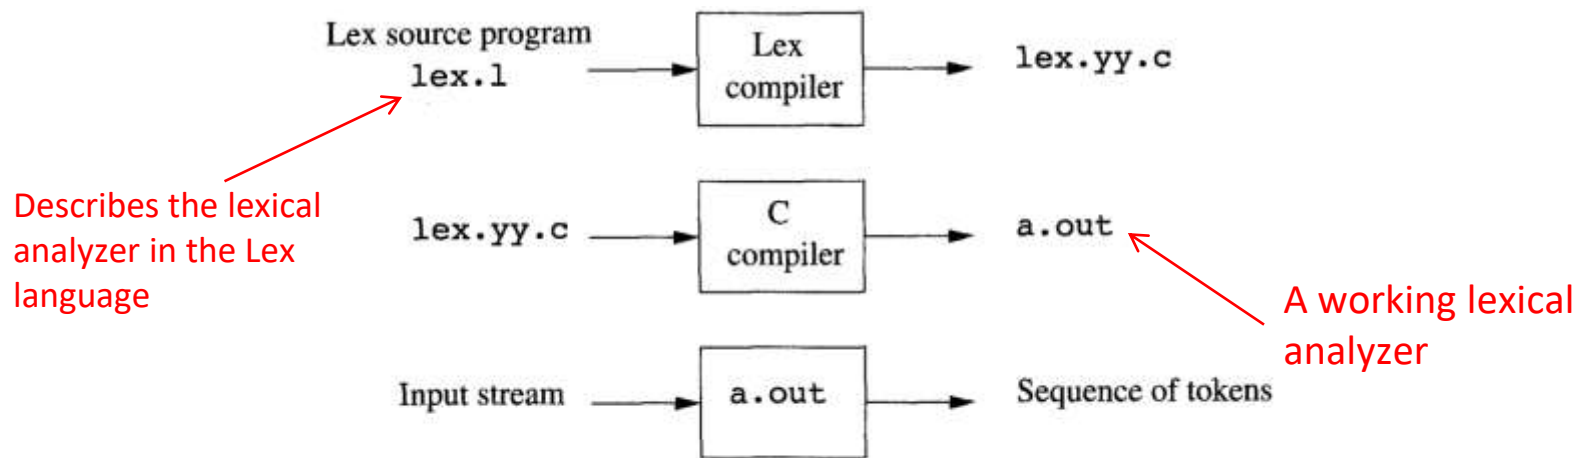 Lex source program
lex.l
Lex
compiler
lex.yy.c
Describes the lexical
analyzer in the Lex
language
lex.yy.c
C
compiler
a.out
A working lexical
analyzer
Input stream
a.out
Sequence of tokens